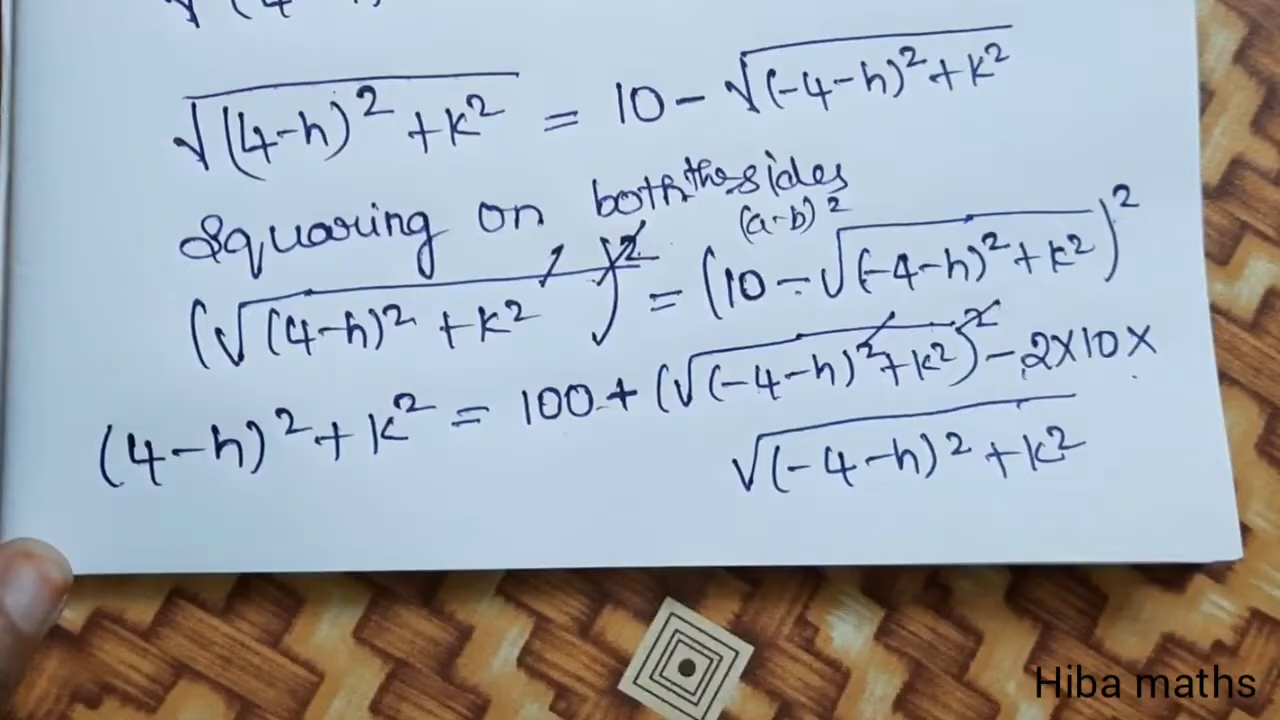 √(4
√(4-h)² + k² = 10 - √(-4-h)² + k²
Squaring on both the sides
(a-b)²
(√(4-h)² + k²)² = (10 - √(-4-h)² + k²)²
(4-h)² + k² = 100 + (√(-4-h)² + k²)² - 2×10×
√(-4-h)² + k²
Hiba maths